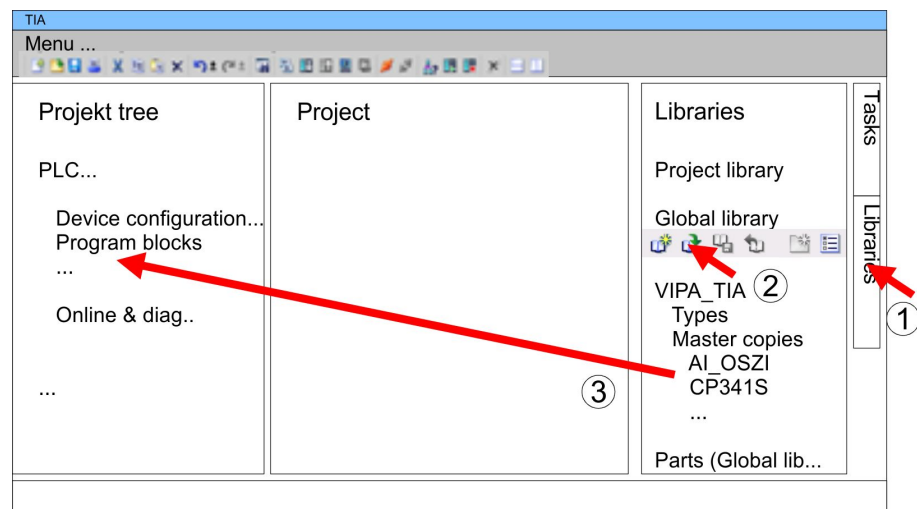 TIA
Menu ...
Projekt tree
PLC...
Device configuration...
Program blocks
...
Online & diag..
...
Project
③
Libraries
Project library
Global library
②
VIPA_TIA
Types
Master copies
AI_OSZI
CP341S
...
Parts (Global lib...
Tasks
Libraries
①